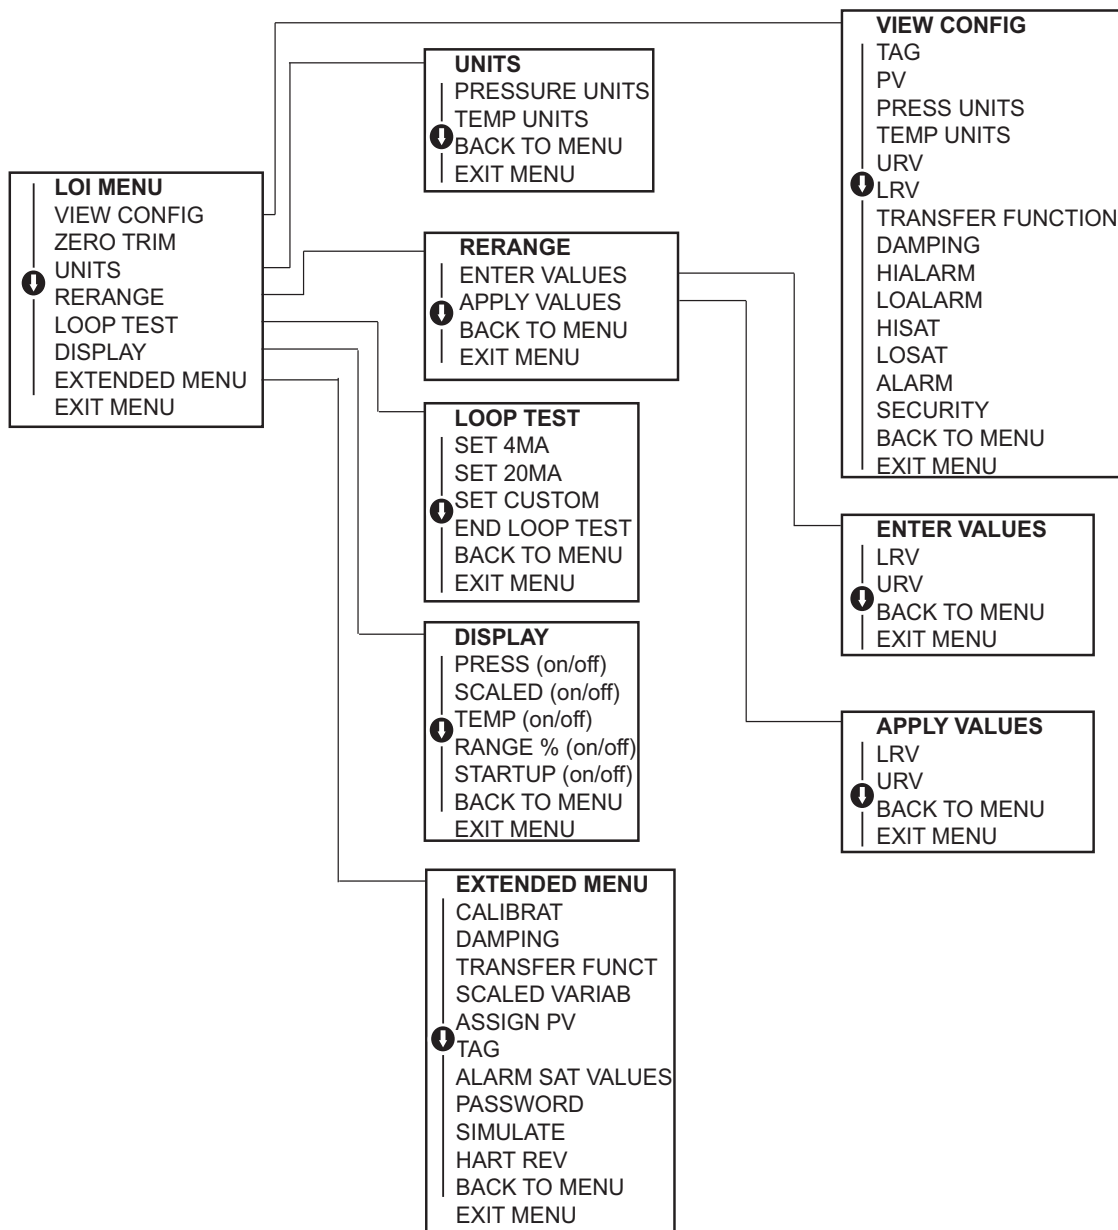 LOI MENU
VIEW CONFIG
ZERO TRIM
UNITS
RERANGE
LOOP TEST
DISPLAY
EXTENDED MENU
EXIT MENU
UNITS
PRESSURE UNITS
TEMP UNITS
BACK TO MENU
EXIT MENU
RERANGE
ENTER VALUES
APPLY VALUES
BACK TO MENU
EXIT MENU
LOOP TEST
SET 4MA
SET 20MA
SET CUSTOM
END LOOP TEST
BACK TO MENU
EXIT MENU
DISPLAY
PRESS (on/off)
SCALED (on/off)
TEMP (on/off)
RANGE % (on/off)
STARTUP (on/off)
BACK TO MENU
EXIT MENU
EXTENDED MENU
CALIBRAT
DAMPING
TRANSFER FUNCT
SCALED VARIAB
ASSIGN PV
TAG
ALARM SAT VALUES
PASSWORD
SIMULATE
HART REV
BACK TO MENU
EXIT MENU
VIEW CONFIG
TAG
PV
PRESS UNITS
TEMP UNITS
URV
LRV
TRANSFER FUNCTION
DAMPING
HIALARM
LOALARM
HISAT
LOSAT
ALARM
SECURITY
BACK TO MENU
EXIT MENU
ENTER VALUES
LRV
URV
BACK TO MENU
EXIT MENU
APPLY VALUES
LRV
URV
BACK TO MENU
EXIT MENU